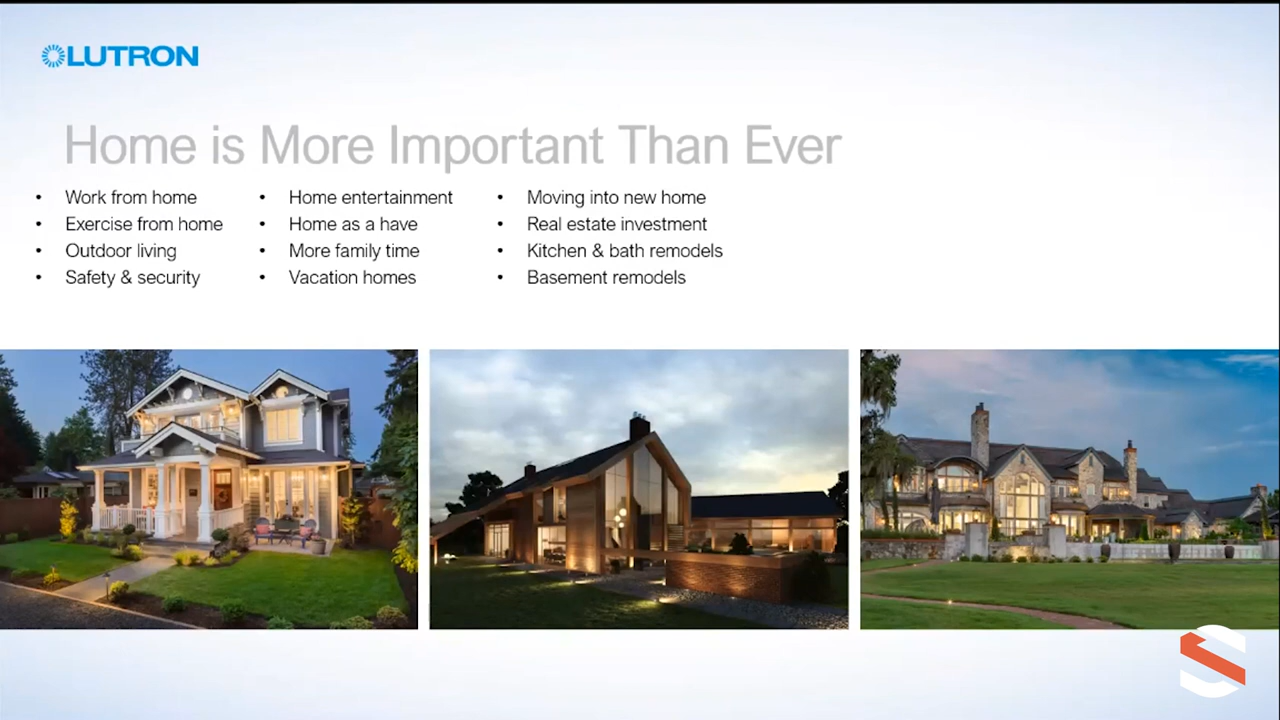 LUTRON
Home is More Important Than Ever
• Work from home
• Exercise from home
• Outdoor living
• Safety & security
• Home entertainment
• Home as a have
• More family time
• Vacation homes
• Moving into new home
• Real estate investment
• Kitchen & bath remodels
• Basement remodels